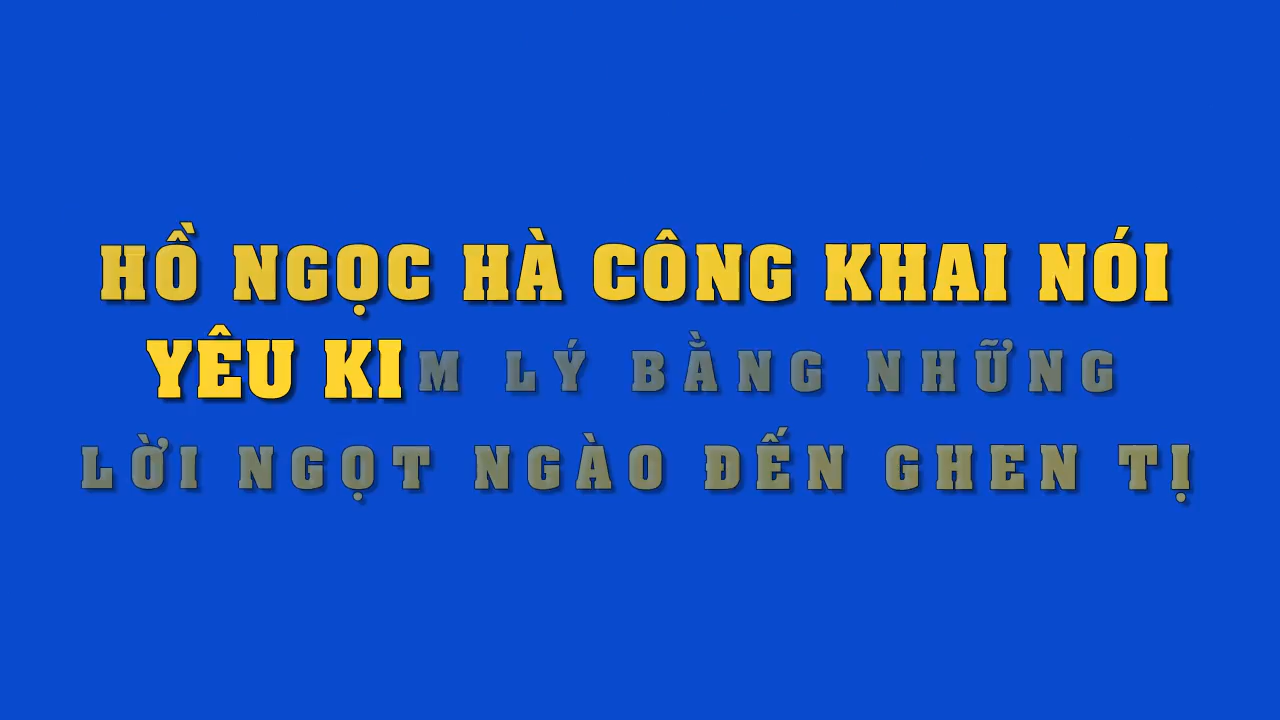 HỒ NGỌC HÀ CÔNG KHAI NÓI
YÊU KIM LÝ BẰNG NHỮNG
LỜI NGỌT NGÀO ĐẾN GHEN TỊ